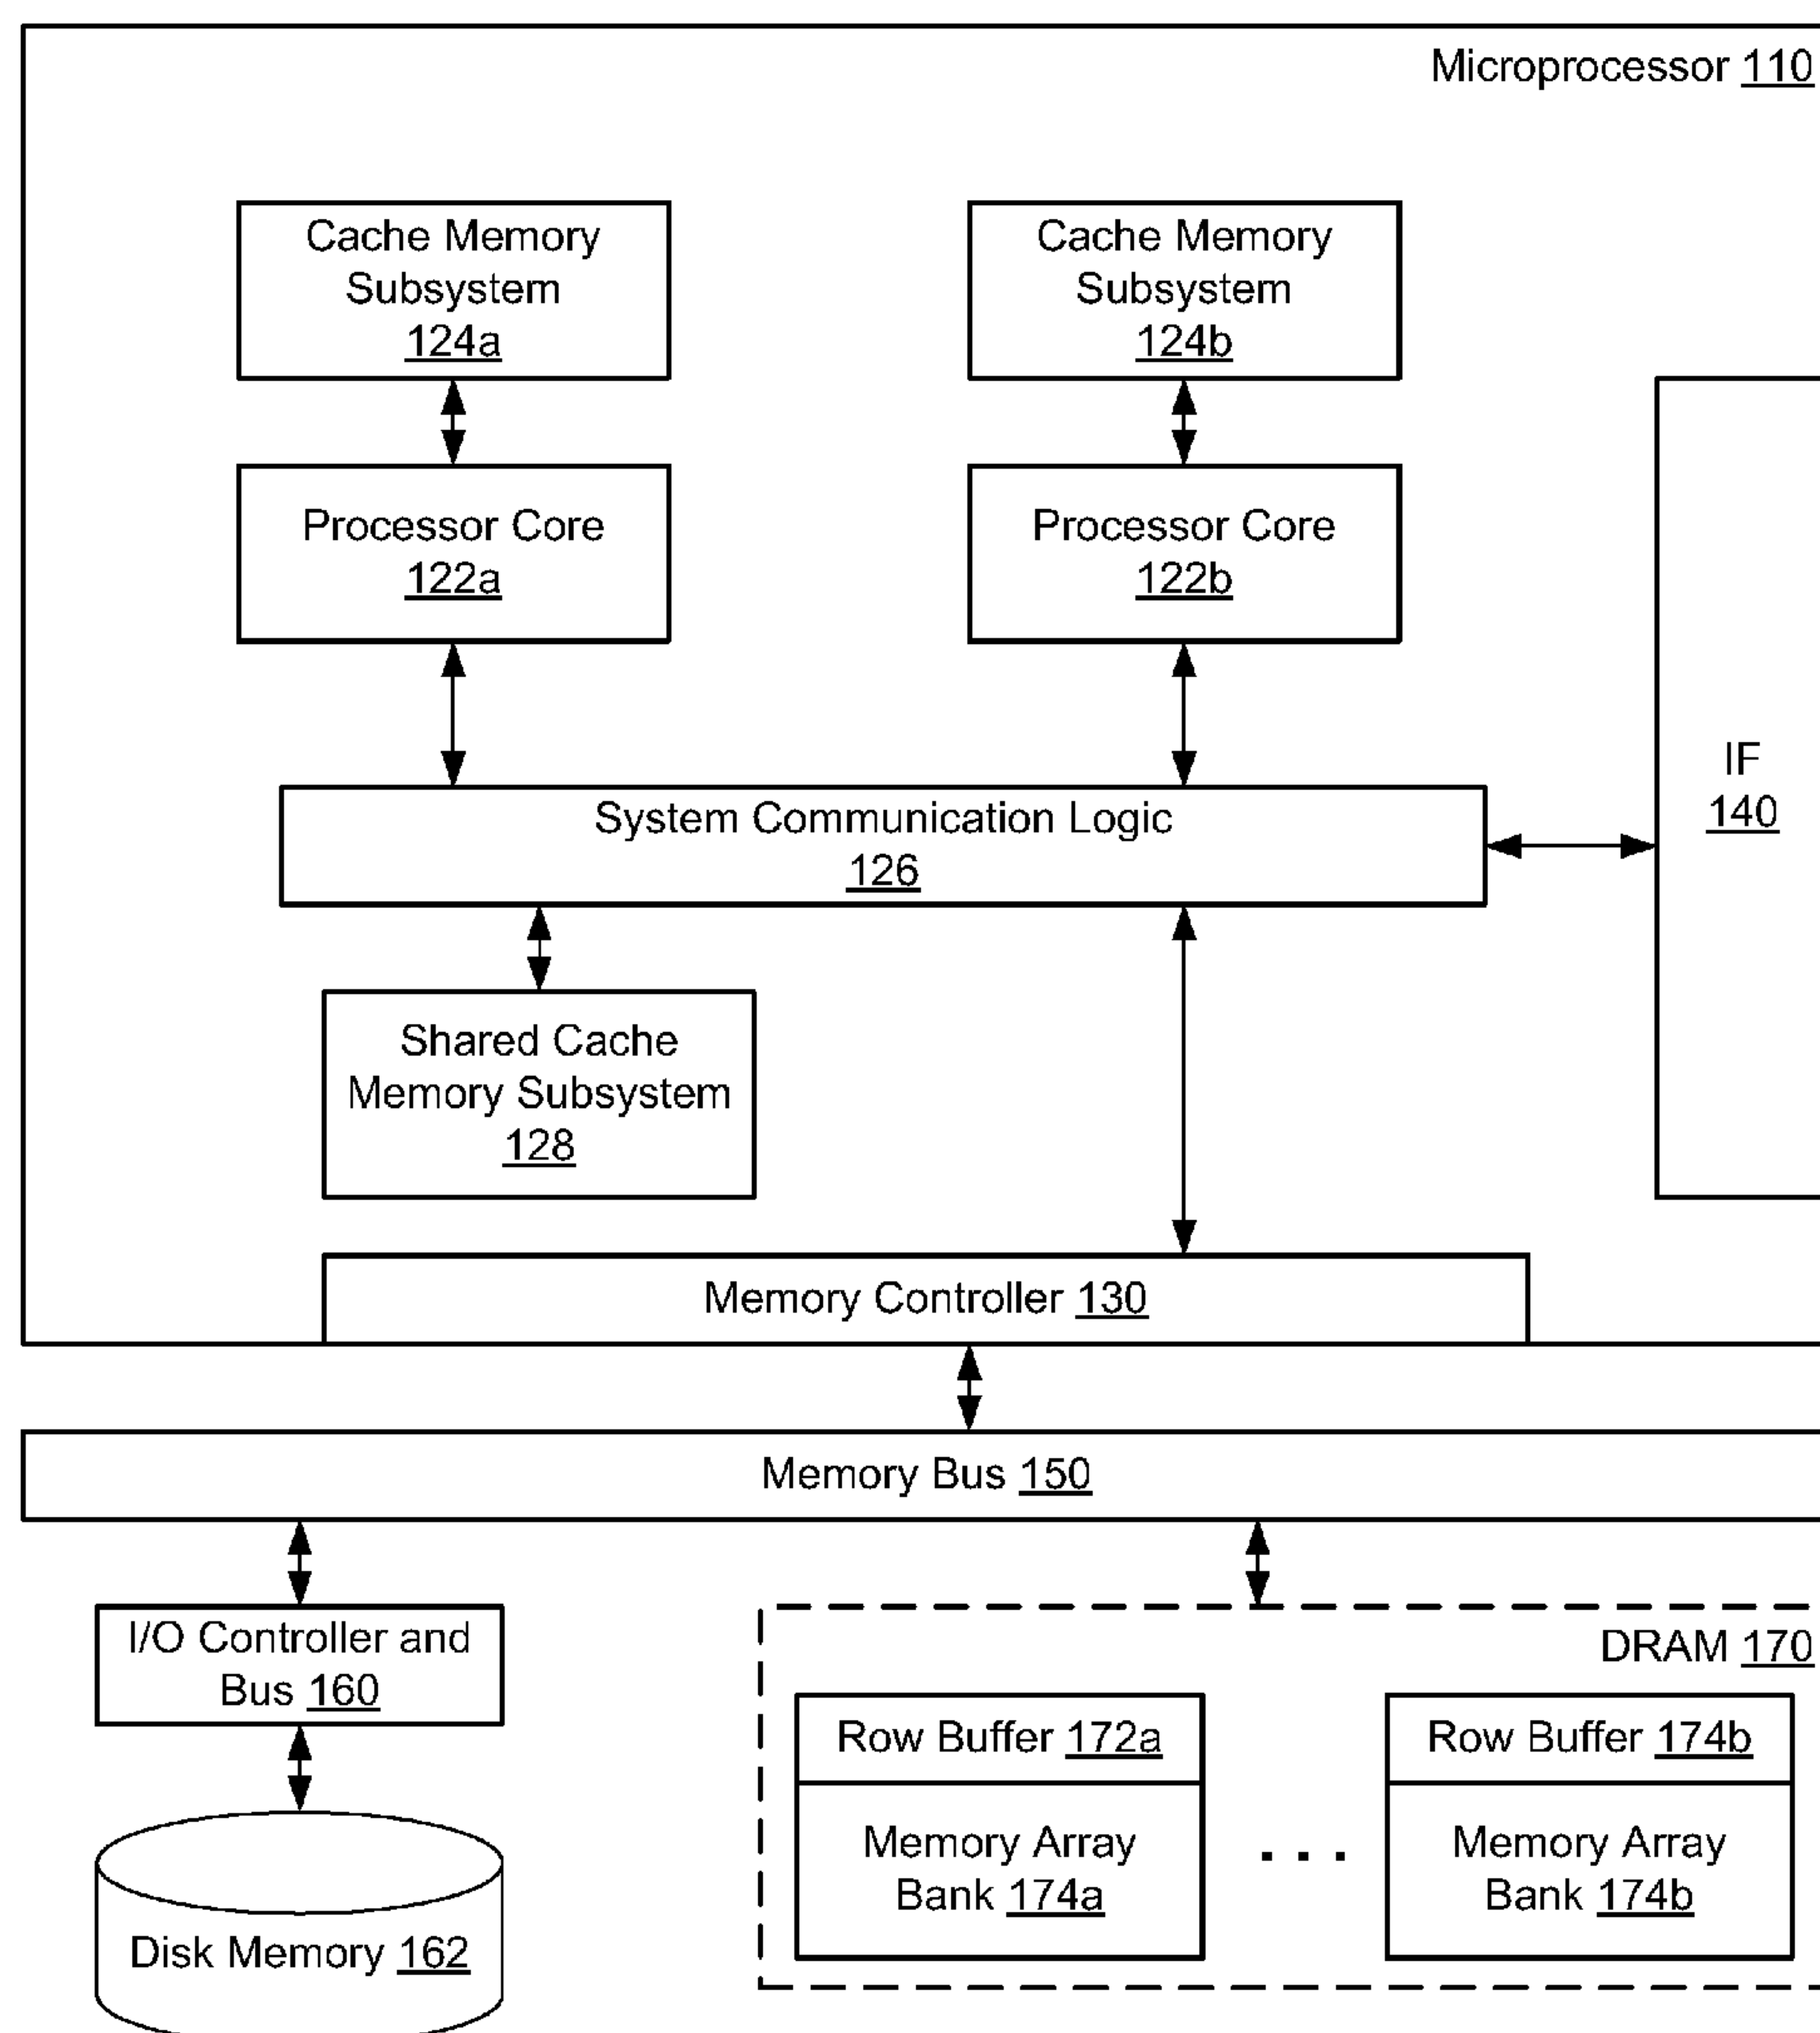 Microprocessor 110
Cache Memory
Subsystem
124a
Cache Memory
Subsystem
124b
Processor Core
122a
Processor Core
122b
IF
140
System Communication Logic
126
Shared Cache
Memory Subsystem
128
Memory Controller 130
Memory Bus 150
I/O Controller and
Bus 160
DRAM 170
Row Buffer 172a
Row Buffer 174b
Memory Array
Bank 174a
. . .
Memory Array
Bank 174b
Disk Memory 162